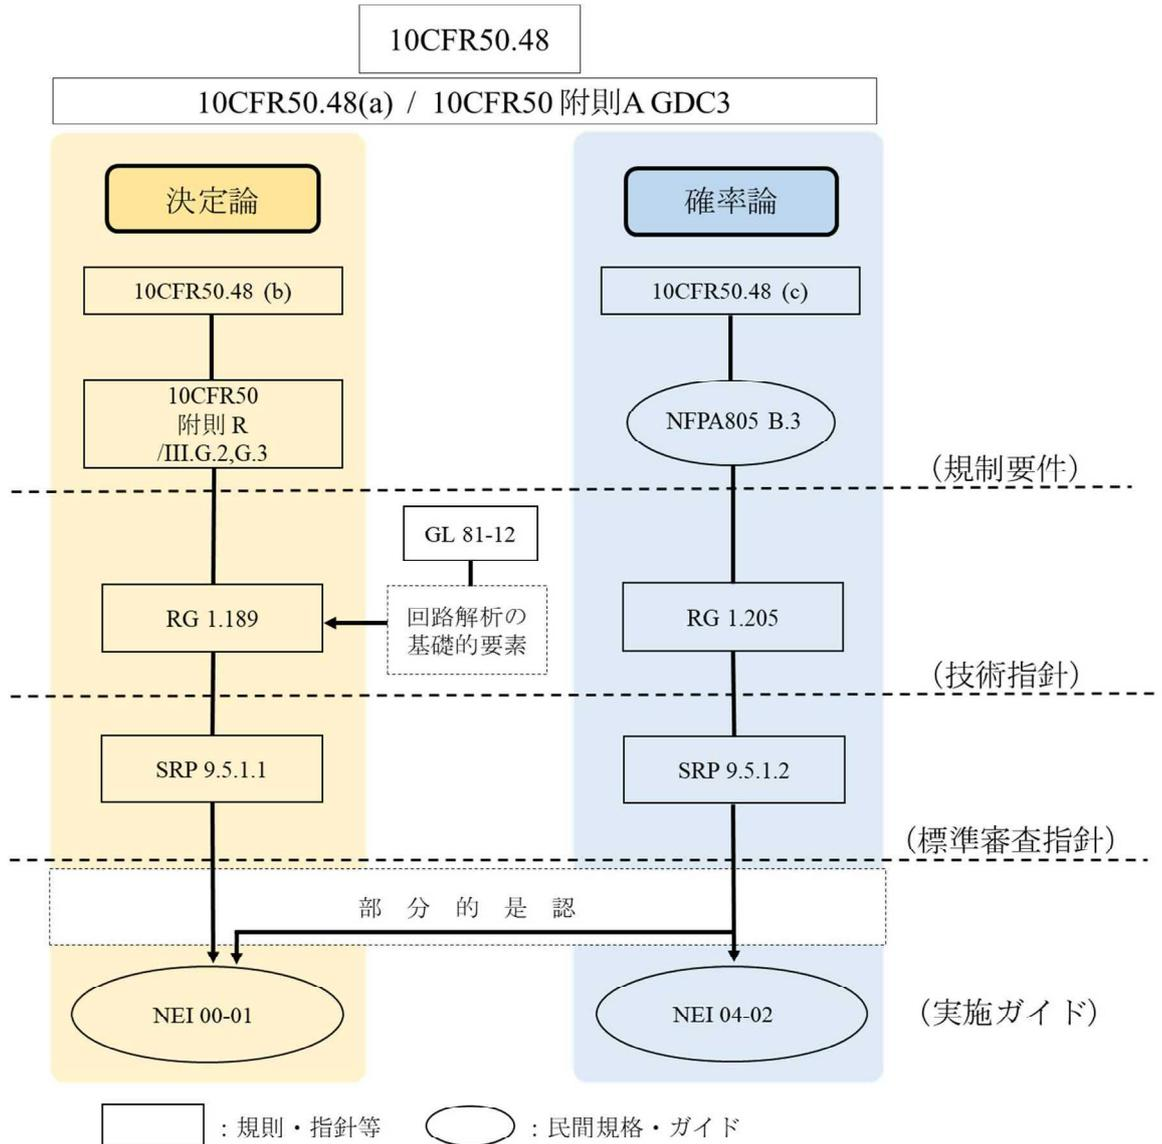 10CFR50.48
10CFR50.48(a) / 10CFR50 附則A GDC3
決定論
確率論
10CFR50.48 (b)
10CFR50.48 (c)
10CFR50
附則 R
/III.G.2,G.3
NFPA805 B.3
（規制要件）
GL 81-12
RG 1.189
回路解析の
基礎的要素
RG 1.205
（技術指針）
SRP 9.5.1.1
SRP 9.5.1.2
（標準審査指針）
部 分 的 是 認
NEI 00-01
NEI 04-02
（実施ガイド）
：規則・指針等
：民間規格・ガイド